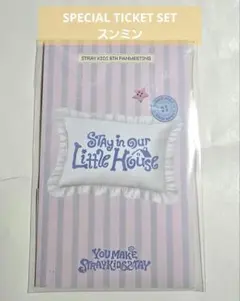 SPECIAL TICKET SET
スンミン
STRAY KIDS 5TH FANMEETING
STAY in OUR
LiTTLE HOUSE
YOU MAKE
STRAYKIDS STAY